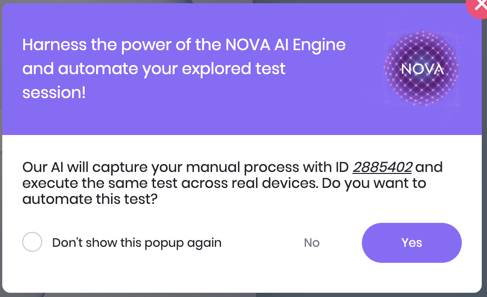 Harness the power of the NOVA AI Engine
and automate your explored test
session!
NOVA
Our AI will capture your manual process with ID 2885402 and
execute the same test across real devices. Do you want to
automate this test?
Don't show this popup again
No
Yes